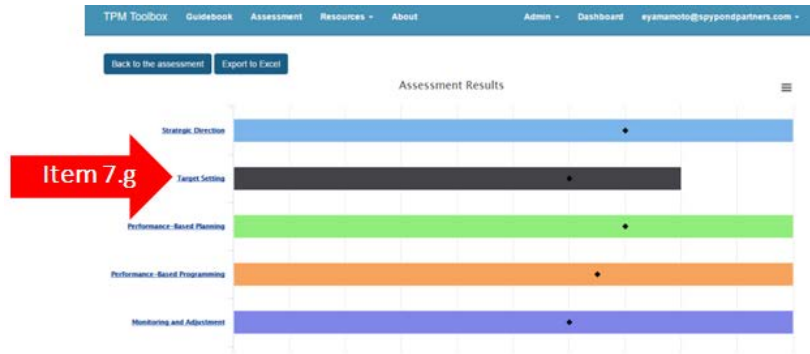 TPM Toolbox Guidebook Assessment Resources About Admin Dashboard eyamamoto@spypondpartners.com
Back to the assessment Export to Excel
Assessment Results
Strategic Direction
Item 7.g
Target Setting
Performance-Based Planning
Performance-Based Programming
Monitoring and Adjustment